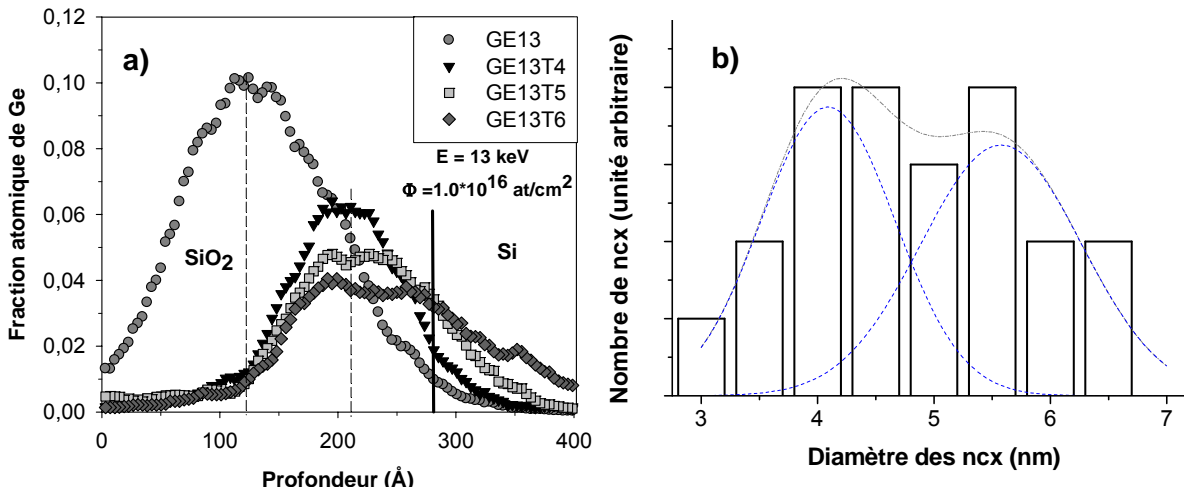 a)
0,12
0,10
0,08
0,06
0,04
0,02
0,00
Fraction atomique de Ge
GE13
GE13T4
GE13T5
GE13T6
E = 13 keV
Φ =1.0*10^16 at/cm^2
SiO2
Si
0
100
200
300
400
Profondeur (Å)
b)
Nombre de ncx (unité arbitraire)
3
4
5
6
7
Diamètre des ncx (nm)